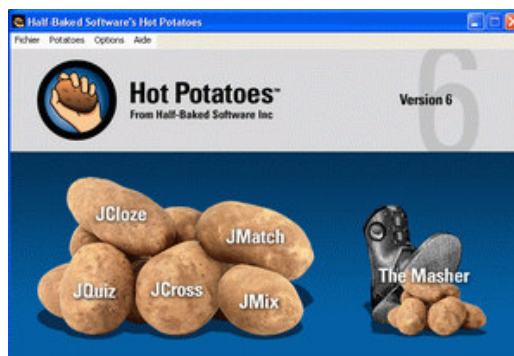 Half-Baked Software's Hot Potatoes
Fichier Potatoes Options Aide
Hot Potatoes™
From Half-Baked Software Inc
Version 6
6
JCloze
JMatch
JQuiz
JCross
JMix
The Masher